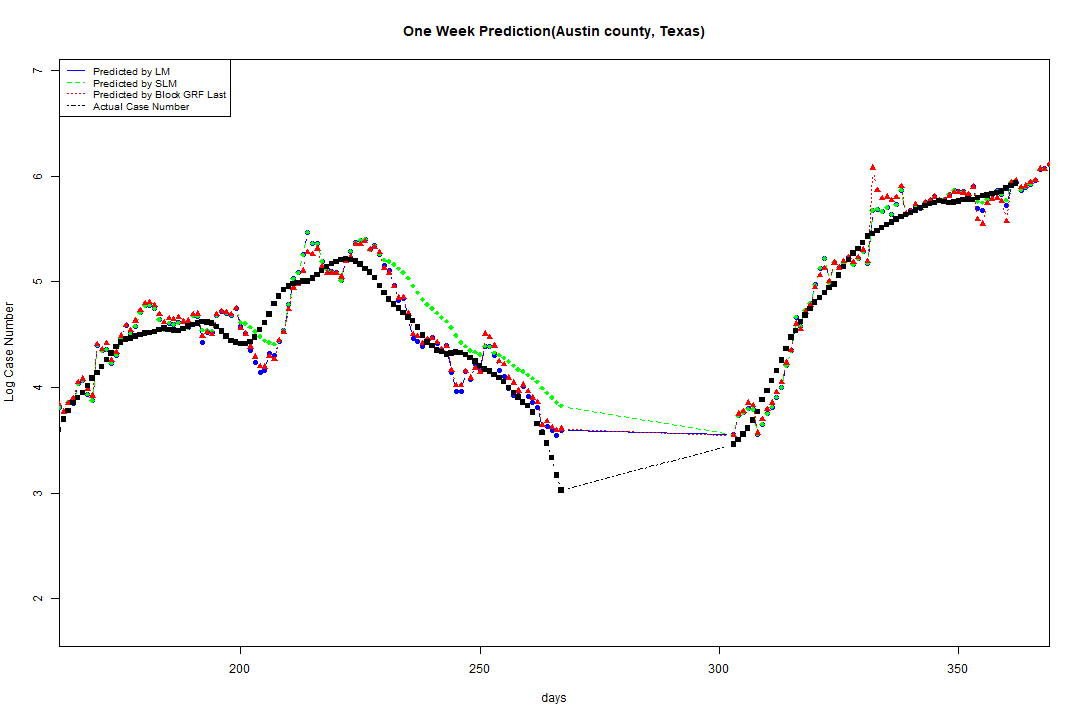 One Week Prediction(Austin county, Texas)
Predicted by LM
Predicted by SLM
Predicted by Block GRF Last
Actual Case Number
7
6
5
4
3
2
Log Case Number
200 250 300 350
days